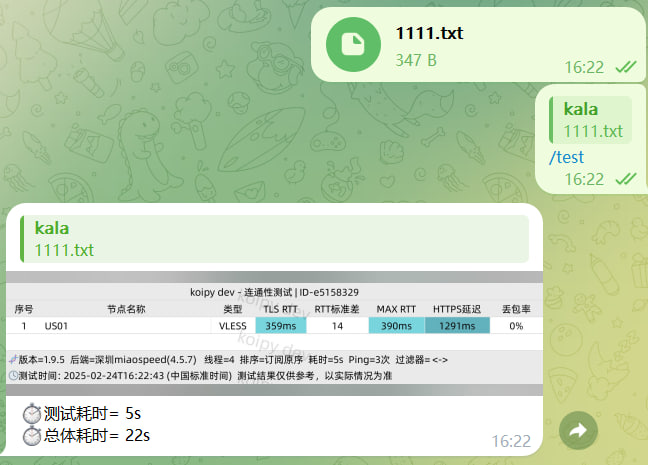 1111.txt
347 B
16:22
kala
1111.txt
/test
16:22
kala
1111.txt
koipy dev - 连通性测试 | ID-e5158329
序号 节点名称 类型 TLS RTT RTT标准差 MAX RTT HTTPS延迟 丢包率
1 US01 VLESS 359ms 14 390ms 1291ms 0%
koipy dev
koipy dev
🚀版本=1.9.5 后端=深圳miaospeed(4.5.7) 线程=4 排序=订阅原序 耗时=5s Ping=3次 过滤器= <->
🕒测试时间: 2025-02-24T16:22:43 (中国标准时间) 测试结果仅供参考，以实际情况为准
⏱️测试耗时= 5s
⏱️总体耗时= 22s
16:22